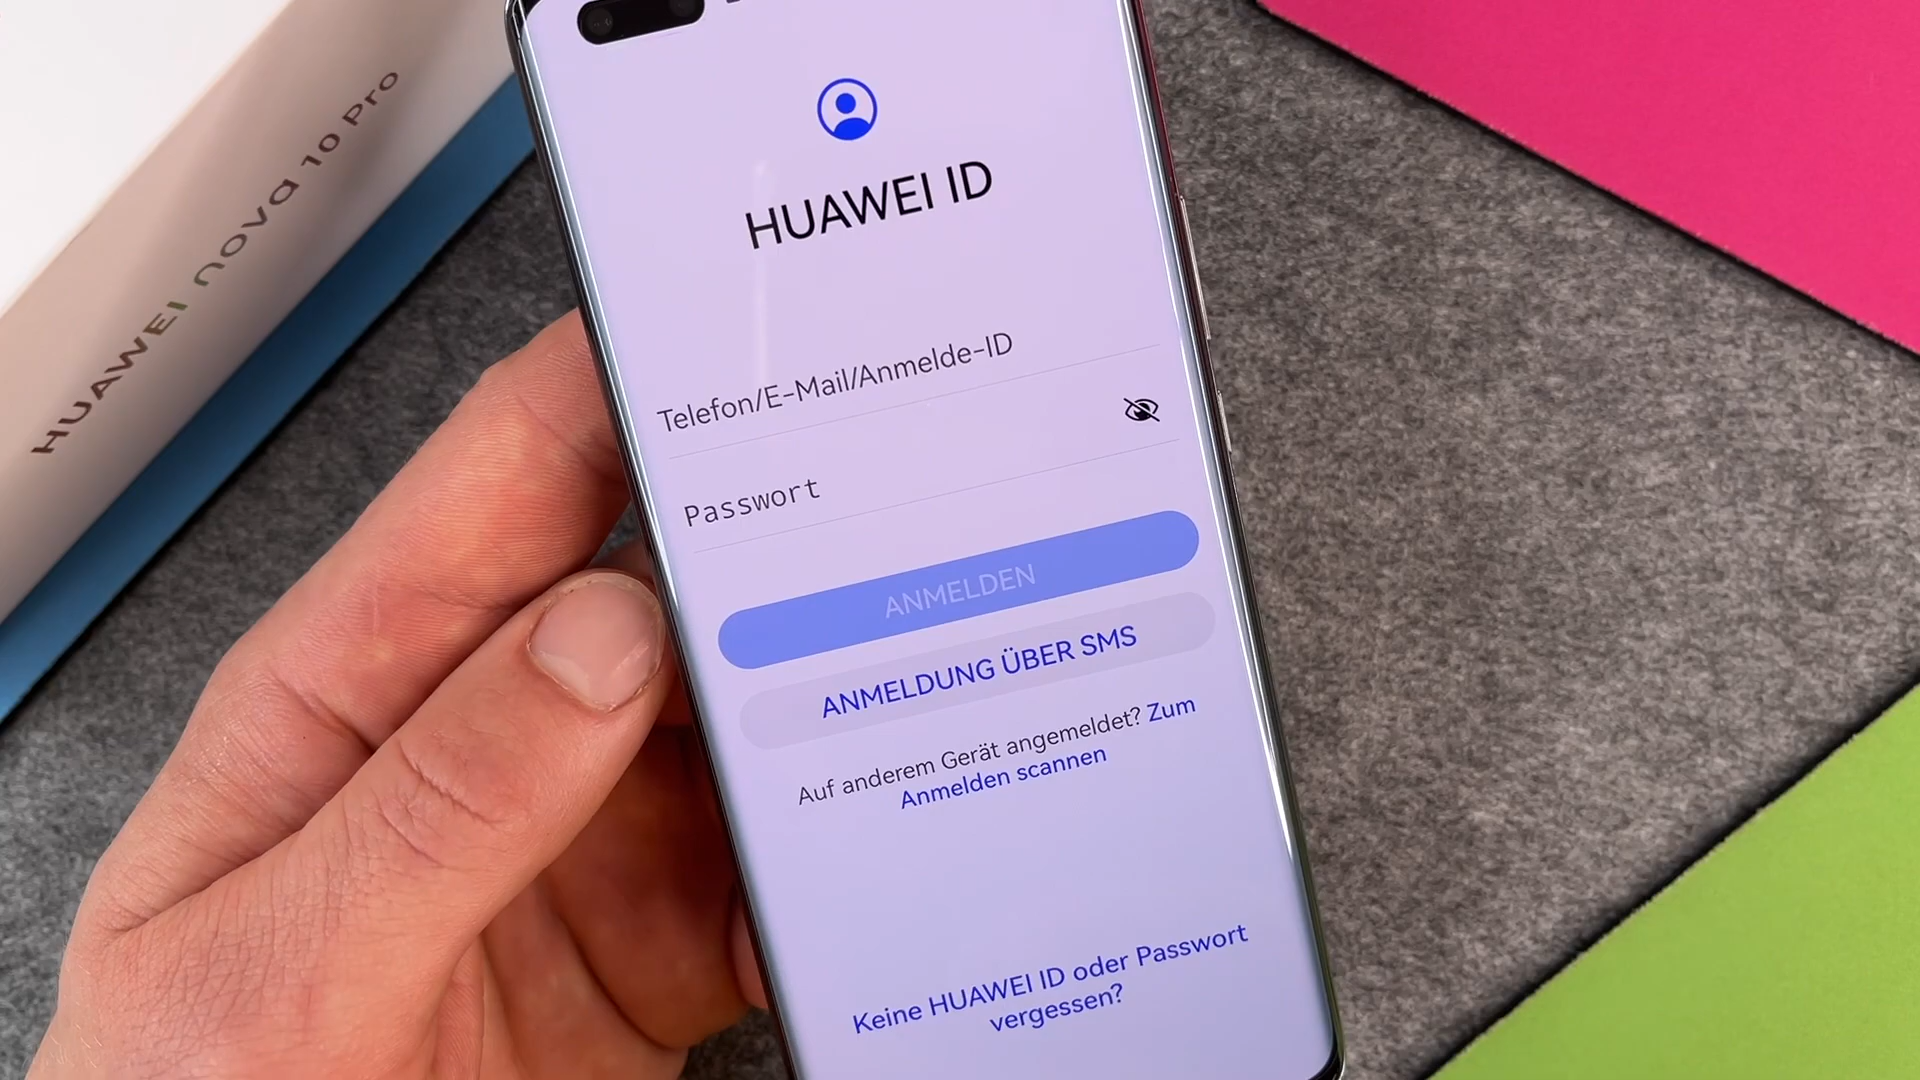 HUAWEI nova 10 Pro
HUAWEI ID
Telefon/E-Mail/Anmelde-ID
Passwort
ANMELDEN
ANMELDUNG ÜBER SMS
Auf anderem Gerät angemeldet? Zum
Anmelden scannen
Keine HUAWEI ID oder Passwort
vergessen?